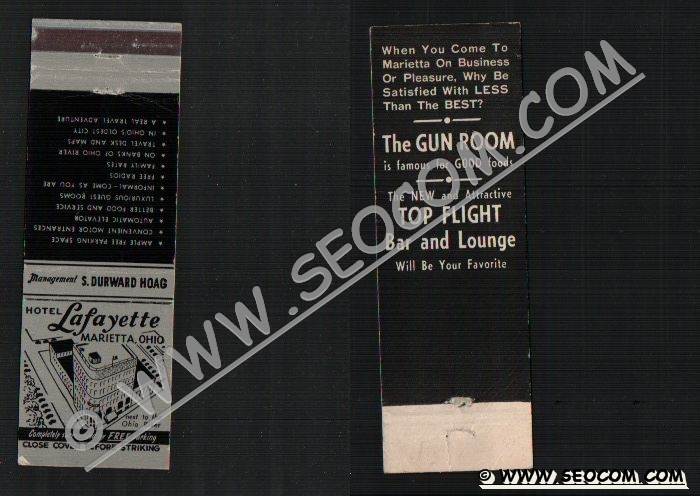 ★ AMPLE FREE PARKING SPACE
★ CONVENIENT MOTOR ENTRANCES
★ AUTOMATIC ELEVATOR
★ BETTER FOOD AND SERVICE
★ LUXURIOUS GUEST ROOMS
★ INFORMAL—COME AS YOU ARE
★ FREE RADIOS
★ FAMILY RATES
★ ON BANKS OF OHIO RIVER
★ TRAVEL DESK AND MAPS
★ IN OHIO'S OLDEST CITY
★ A REAL TRAVEL ADVENTURE
Management S. DURWARD HOAG
HOTEL Lafayette
MARIETTA, OHIO
next to the
Ohio River
Completely FREE Parking
CLOSE COVER BEFORE STRIKING
When You Come To
Marietta On Business
Or Pleasure, Why Be
Satisfied With LESS
Than The BEST?
The GUN ROOM
is famous for GOOD foods
The NEW and Attractive
TOP FLIGHT
Bar and Lounge
Will Be Your Favorite
© WWW.SEOCOM.COM
© WWW.SEOCOM.COM